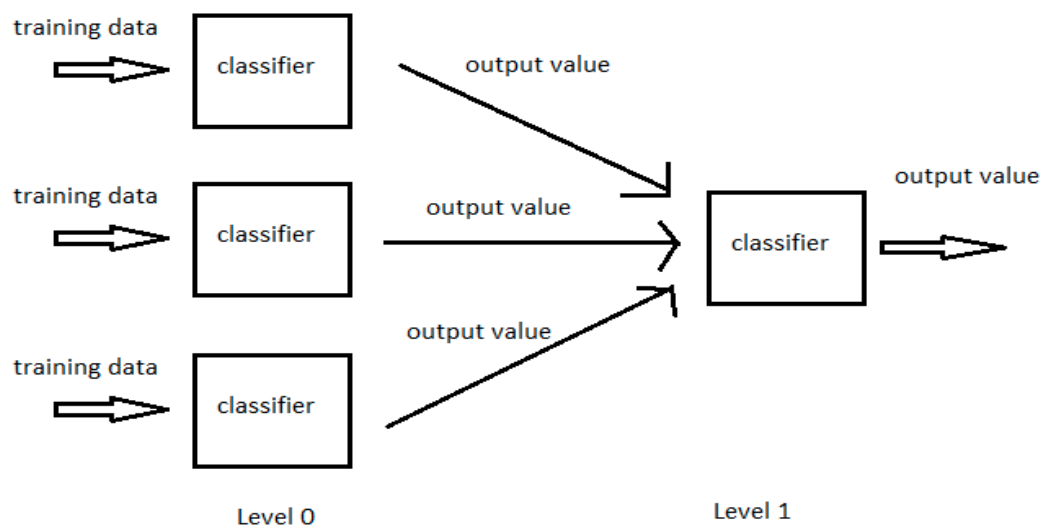 training data
classifier
output value
training data
classifier
output value
output value
classifier
training data
classifier
output value
Level 0
Level 1